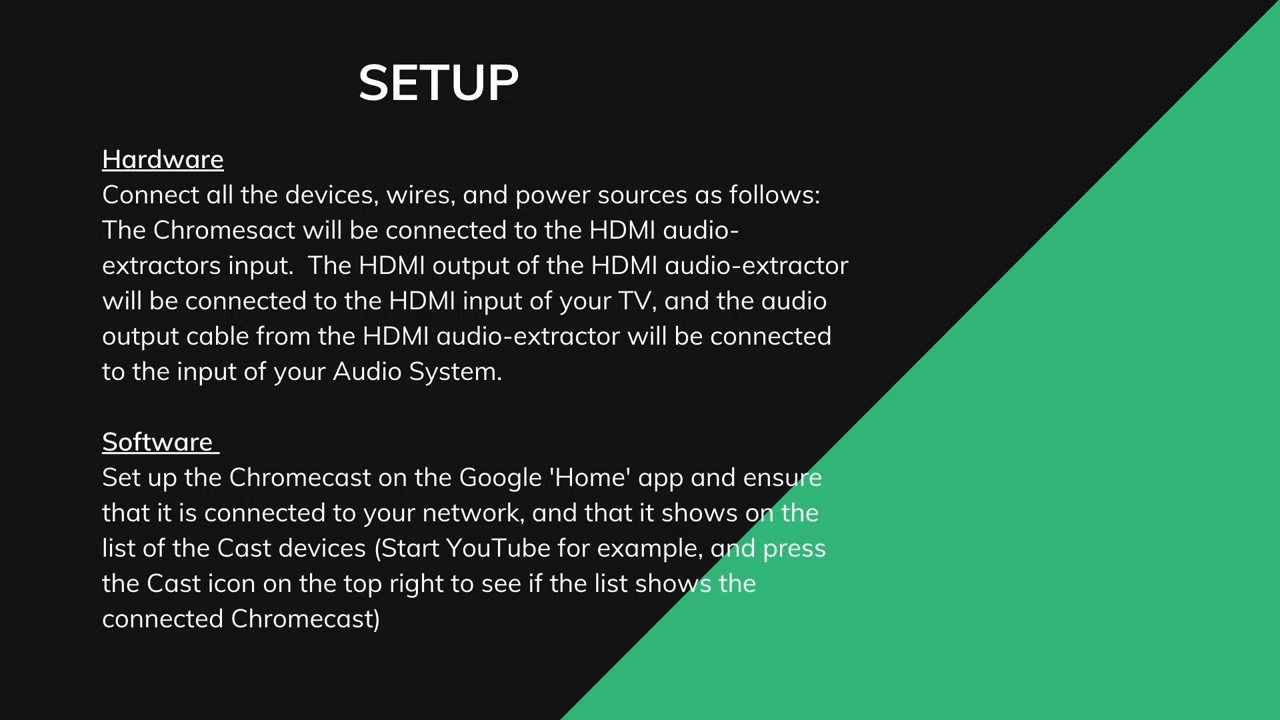 SETUP
Hardware
Connect all the devices, wires, and power sources as follows:
The Chromesact will be connected to the HDMI audio-
extractors input.  The HDMI output of the HDMI audio-extractor
will be connected to the HDMI input of your TV, and the audio
output cable from the HDMI audio-extractor will be connected
to the input of your Audio System.
Software
Set up the Chromecast on the Google 'Home' app and ensure
that it is connected to your network, and that it shows on the
list of the Cast devices (Start YouTube for example, and press
the Cast icon on the top right to see if the list shows the
connected Chromecast)